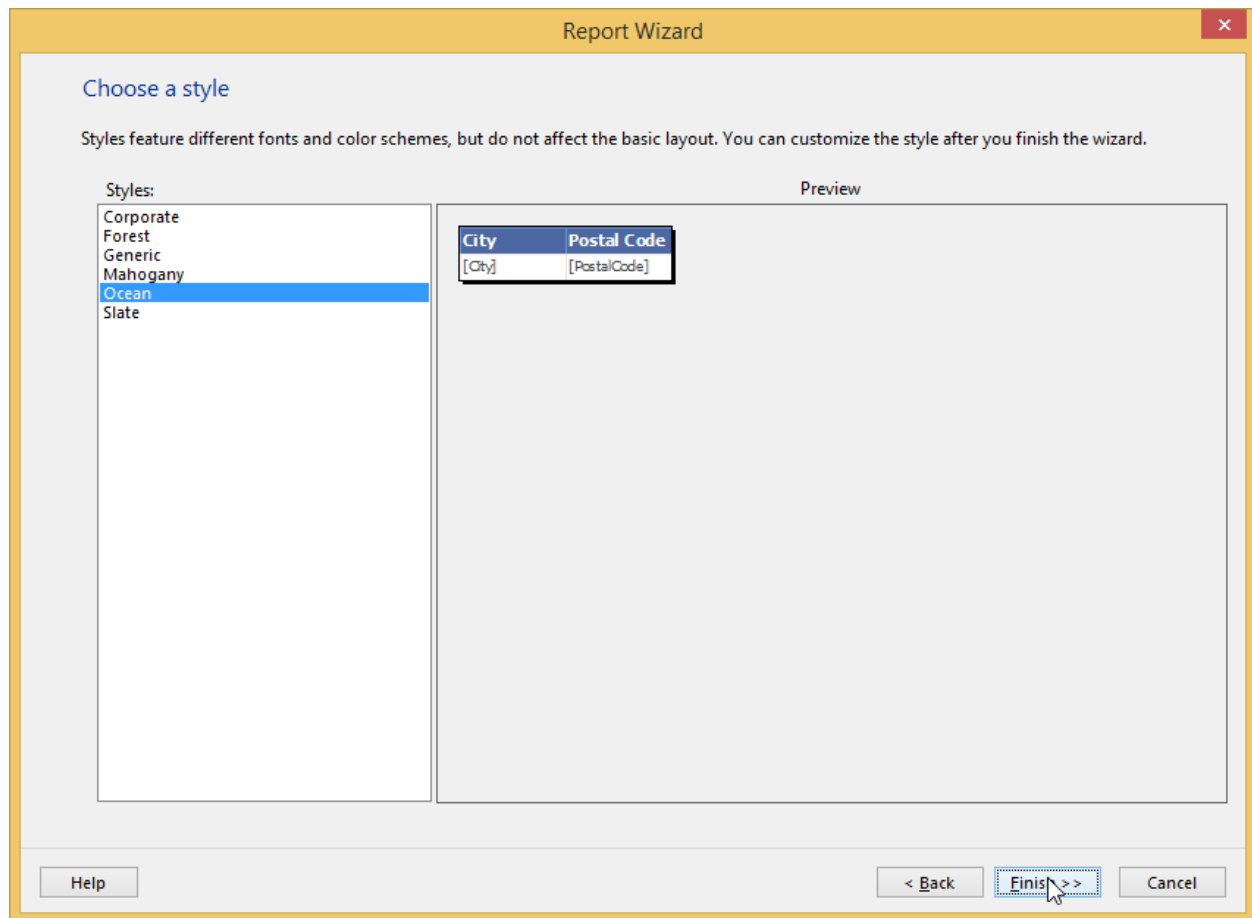 Report Wizard
Choose a style
Styles feature different fonts and color schemes, but do not affect the basic layout. You can customize the style after you finish the wizard.
Styles:
Preview
Corporate
Forest
Generic
Mahogany
Ocean
Slate
City Postal Code
[City] [PostalCode]
Help
< Back
Finish >>
Cancel